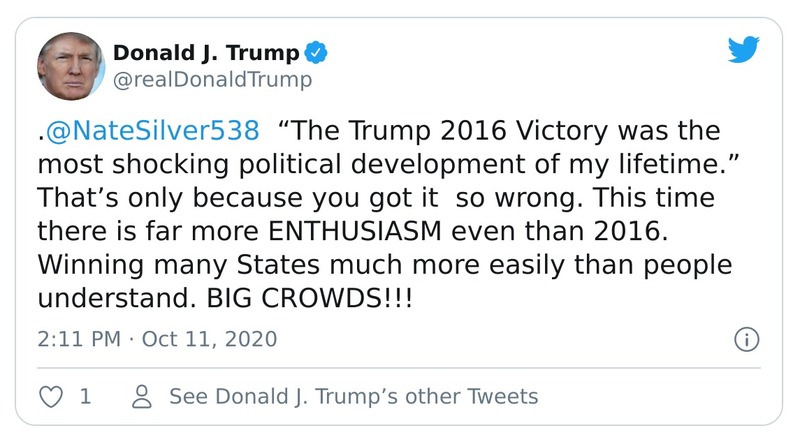 Donald J. Trump
@realDonaldTrump
.@NateSilver538  “The Trump 2016 Victory was the
most shocking political development of my lifetime.”
That’s only because you got it  so wrong. This time
there is far more ENTHUSIASM even than 2016.
Winning many States much more easily than people
understand. BIG CROWDS!!!
2:11 PM · Oct 11, 2020
1 See Donald J. Trump’s other Tweets